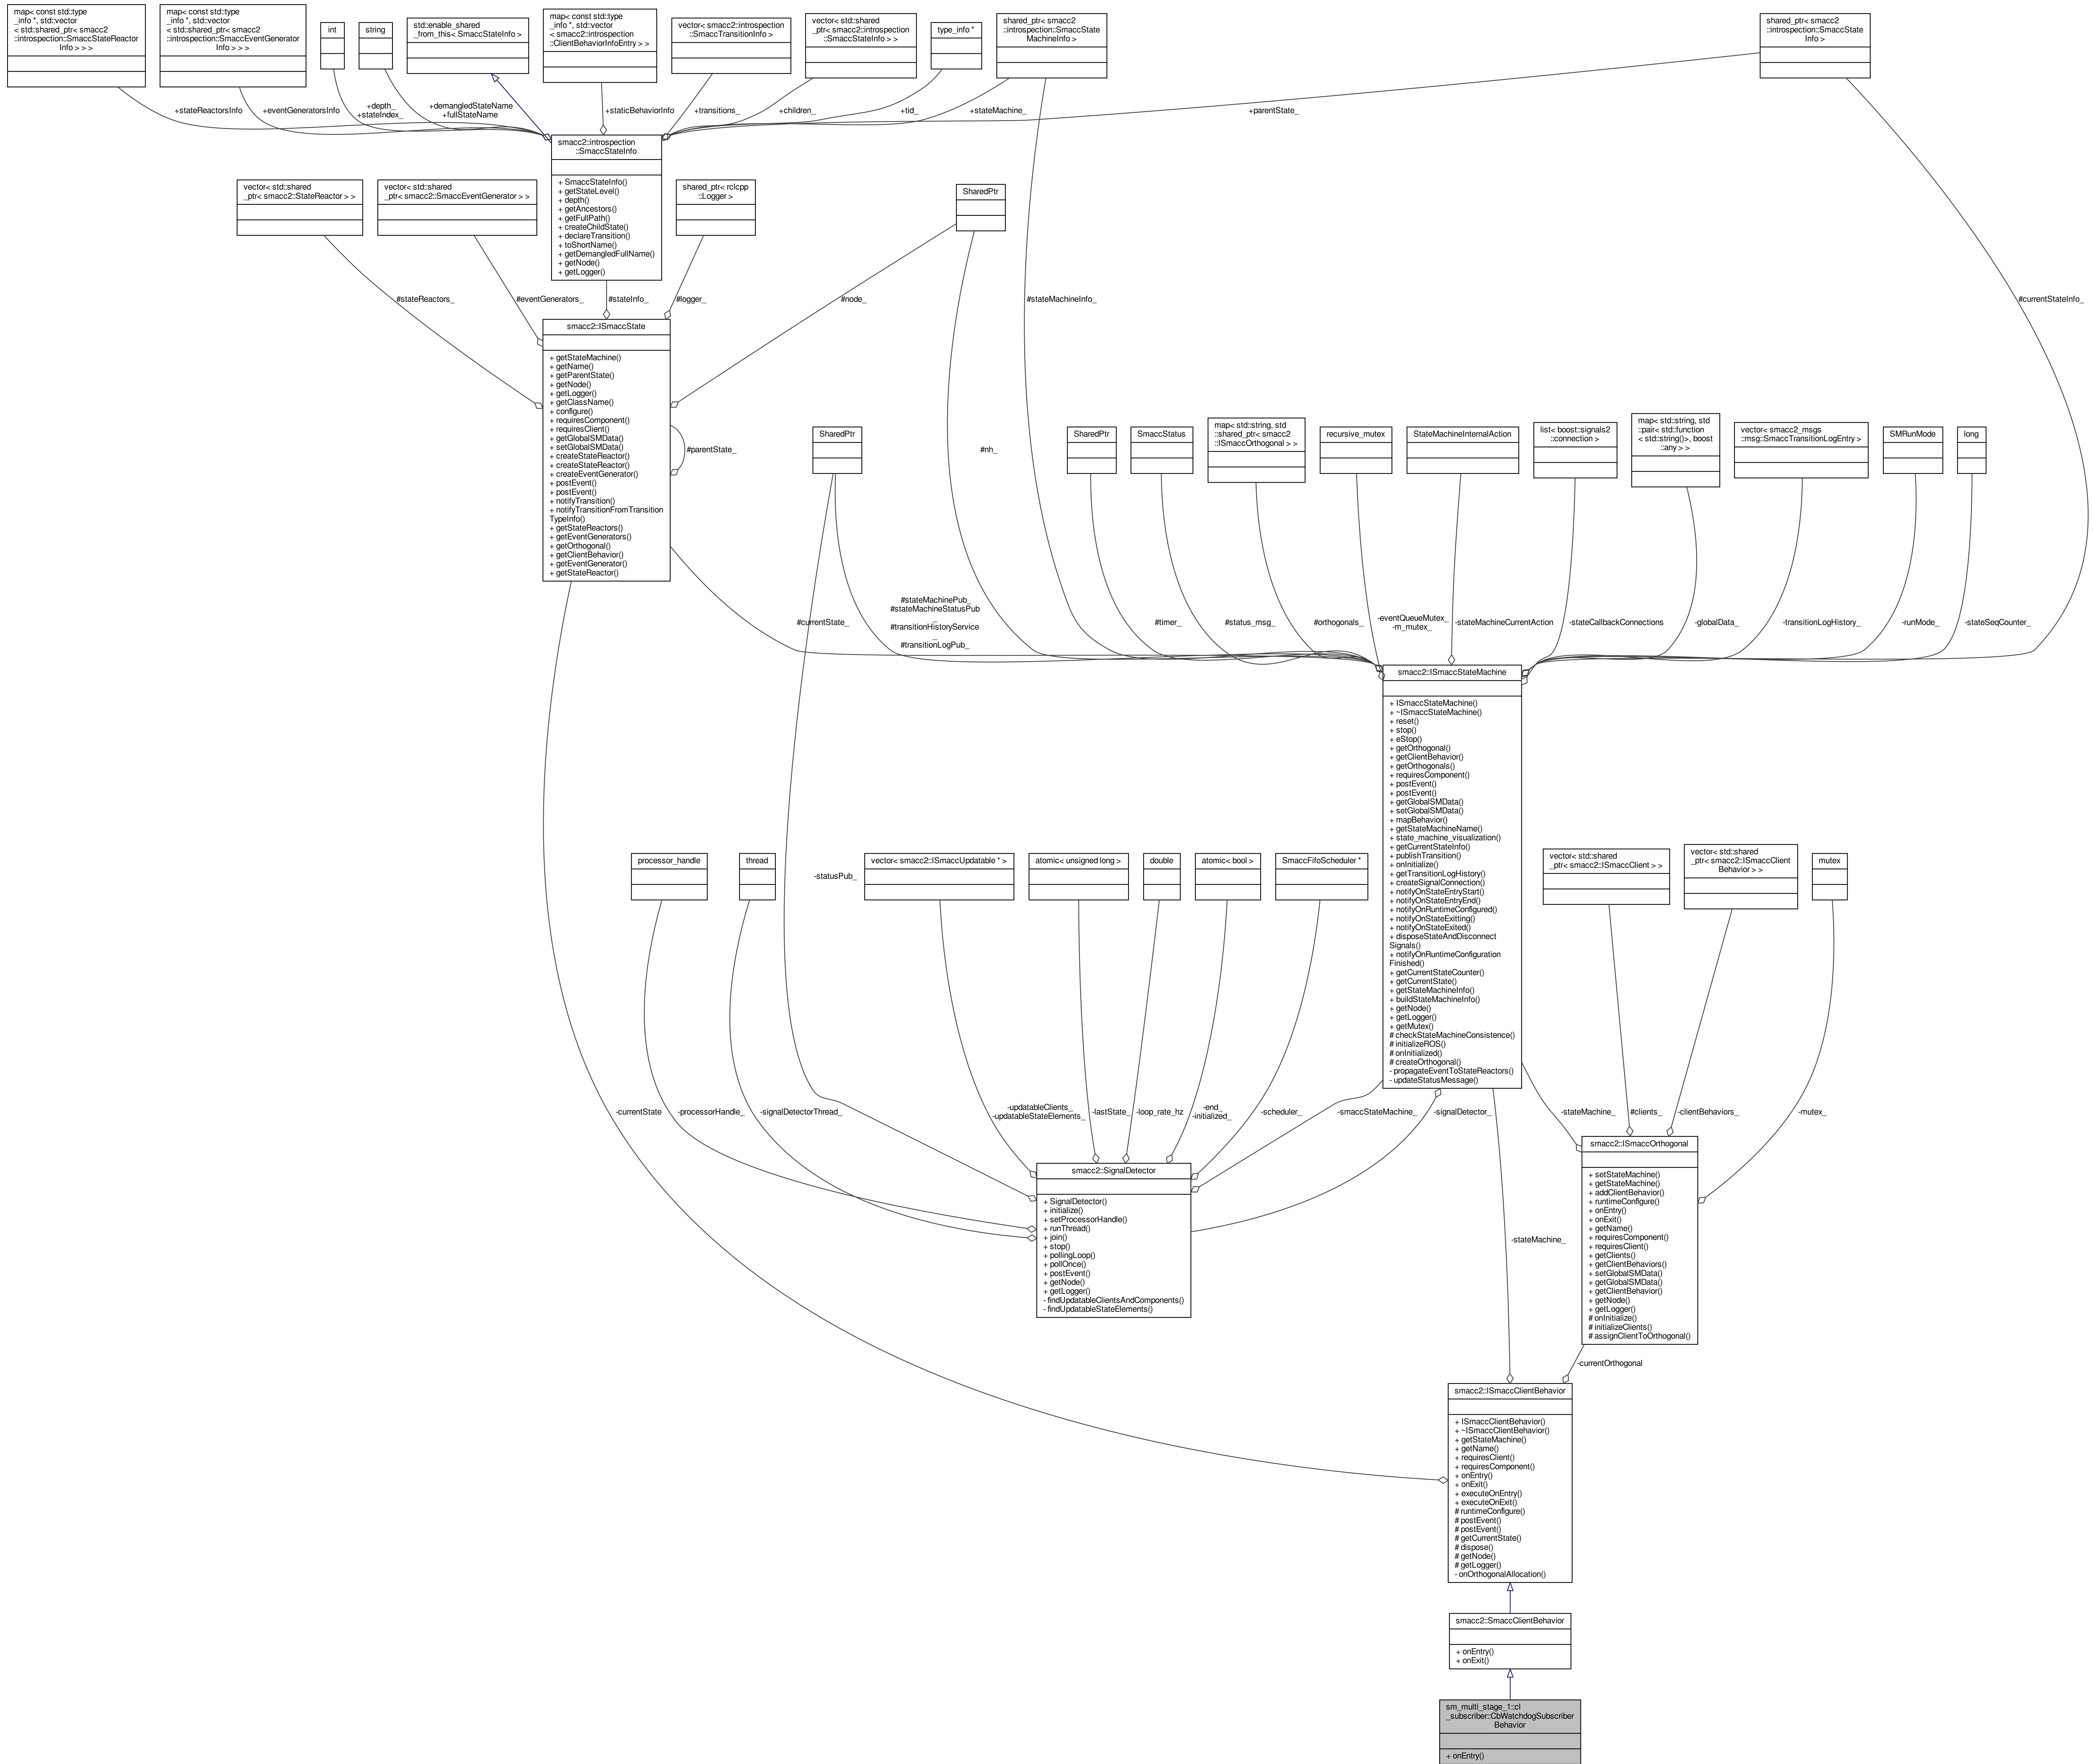 map< const std::type
_info *, std::vector
< std::shared_ptr< smacc2
::introspection::SmaccStateReactor
Info > > >
map< const std::type
_info *, std::vector
< std::shared_ptr< smacc2
::introspection::SmaccEventGenerator
Info > > >
int
string
std::enable_shared
_from_this< SmaccStateInfo >
map< const std::type
_info *, std::vector
< smacc2::introspection
::ClientBehaviorInfoEntry > >
vector< smacc2::introspection
::SmaccTransitionInfo >
vector< std::shared
_ptr< smacc2::introspection
::SmaccStateInfo > >
type_info *
shared_ptr< smacc2
::introspection::SmaccState
MachineInfo >
shared_ptr< smacc2
::introspection::SmaccState
Info >
+stateReactorsInfo
+eventGeneratorsInfo
+depth_
+stateIndex_
+demangledStateName
+fullStateName
+staticBehaviorInfo
+transitions_
+children_
+tid_
+stateMachine_
+parentState_
smacc2::introspection
::SmaccStateInfo
+ SmaccStateInfo()
+ getStateLevel()
+ depth()
+ getAncestors()
+ getFullPath()
+ createChildState()
+ declareTransition()
+ toShortName()
+ getDemangledFullName()
+ getNode()
+ getLogger()
vector< std::shared
_ptr< smacc2::StateReactor > >
vector< std::shared
_ptr< smacc2::SmaccEventGenerator > >
shared_ptr< rclcpp
::Logger >
SharedPtr
#stateReactors_
#eventGenerators_
#stateInfo_
#logger_
#node_
#stateMachineInfo_
#currentStateInfo_
smacc2::ISmaccState
+ getStateMachine()
+ getName()
+ getParentState()
+ getNode()
+ getLogger()
+ getClassName()
+ configure()
+ requiresComponent()
+ requiresClient()
+ getGlobalSMData()
+ setGlobalSMData()
+ createStateReactor()
+ createStateReactor()
+ createEventGenerator()
+ postEvent()
+ postEvent()
+ notifyTransition()
+ notifyTransitionFromTransition
TypeInfo()
+ getStateReactors()
+ getEventGenerators()
+ getOrthogonal()
+ getClientBehavior()
+ getEventGenerator()
+ getStateReactor()
#parentState_
#nh_
SharedPtr
SharedPtr
SmaccStatus
map< std::string, std
::shared_ptr< smacc2
::ISmaccOrthogonal > >
recursive_mutex
StateMachineInternalAction
list< boost::signals2
::connection >
map< std::string, std
::pair< std::function
< std::string()>, boost
::any > >
vector< smacc2_msgs
::msg::SmaccTransitionLogEntry >
SMRunMode
long
#currentState_
#stateMachinePub_
#stateMachineStatusPub
_
#transitionHistoryService
_
#transitionLogPub_
#timer_
#status_msg_
#orthogonals_
-eventQueueMutex_
-m_mutex_
-stateMachineCurrentAction
-stateCallbackConnections
-globalData_
-transitionLogHistory_
-runMode_
-stateSeqCounter_
smacc2::ISmaccStateMachine
+ ISmaccStateMachine()
+ ~ISmaccStateMachine()
+ reset()
+ stop()
+ eStop()
+ getOrthogonal()
+ getClientBehavior()
+ getOrthogonals()
+ requiresComponent()
+ postEvent()
+ postEvent()
+ getGlobalSMData()
+ setGlobalSMData()
+ mapBehavior()
+ getStateMachineName()
+ state_machine_visualization()
+ getCurrentStateInfo()
+ publishTransition()
+ onInitialize()
+ getTransitionLogHistory()
+ createSignalConnection()
+ notifyOnStateEntryStart()
+ notifyOnStateEntryEnd()
+ notifyOnRuntimeConfigured()
+ notifyOnStateExitting()
+ notifyOnStateExited()
+ disposeStateAndDisconnect
Signals()
+ notifyOnRuntimeConfiguration
Finished()
+ getCurrentStateCounter()
+ getCurrentState()
+ getStateMachineInfo()
+ buildStateMachineInfo()
+ getNode()
+ getLogger()
+ getMutex()
# checkStateMachineConsistence()
# initializeROS()
# onInitialized()
# createOrthogonal()
- propagateEventToStateReactors()
- updateStatusMessage()
processor_handle
thread
-statusPub_
vector< smacc2::ISmaccUpdatable * >
atomic< unsigned long >
double
atomic< bool >
SmaccFifoScheduler *
vector< std::shared
_ptr< smacc2::ISmaccClient > >
vector< std::shared
_ptr< smacc2::ISmaccClient
Behavior > >
mutex
-currentState
-processorHandle_
-signalDetectorThread_
-updatableClients_
-updatableStateElements_
-lastState_
-loop_rate_hz
-end_
-initialized_
-scheduler_
-smaccStateMachine_
-signalDetector_
-stateMachine_
#clients_
-clientBehaviors_
-mutex_
smacc2::SignalDetector
+ SignalDetector()
+ initialize()
+ setProcessorHandle()
+ runThread()
+ join()
+ stop()
+ pollingLoop()
+ pollOnce()
+ postEvent()
+ getNode()
+ getLogger()
- findUpdatableClientsAndComponents()
- findUpdatableStateElements()
smacc2::ISmaccOrthogonal
+ setStateMachine()
+ getStateMachine()
+ addClientBehavior()
+ runtimeConfigure()
+ onEntry()
+ onExit()
+ getName()
+ requiresComponent()
+ requiresClient()
+ getClients()
+ getClientBehaviors()
+ setGlobalSMData()
+ getGlobalSMData()
+ getClientBehavior()
+ getNode()
+ getLogger()
# onInitialize()
# initializeClients()
# assignClientToOrthogonal()
-stateMachine_
-currentOrthogonal
smacc2::ISmaccClientBehavior
+ ISmaccClientBehavior()
+ ~ISmaccClientBehavior()
+ getStateMachine()
+ getName()
+ requiresClient()
+ requiresComponent()
+ onEntry()
+ onExit()
+ executeOnEntry()
+ executeOnExit()
# runtimeConfigure()
# postEvent()
# postEvent()
# getCurrentState()
# dispose()
# getNode()
# getLogger()
- onOrthogonalAllocation()
smacc2::SmaccClientBehavior
+ onEntry()
+ onExit()
sm_multi_stage_1::cl
_subscriber::CbWatchdogSubscriber
Behavior
+ onEntry()